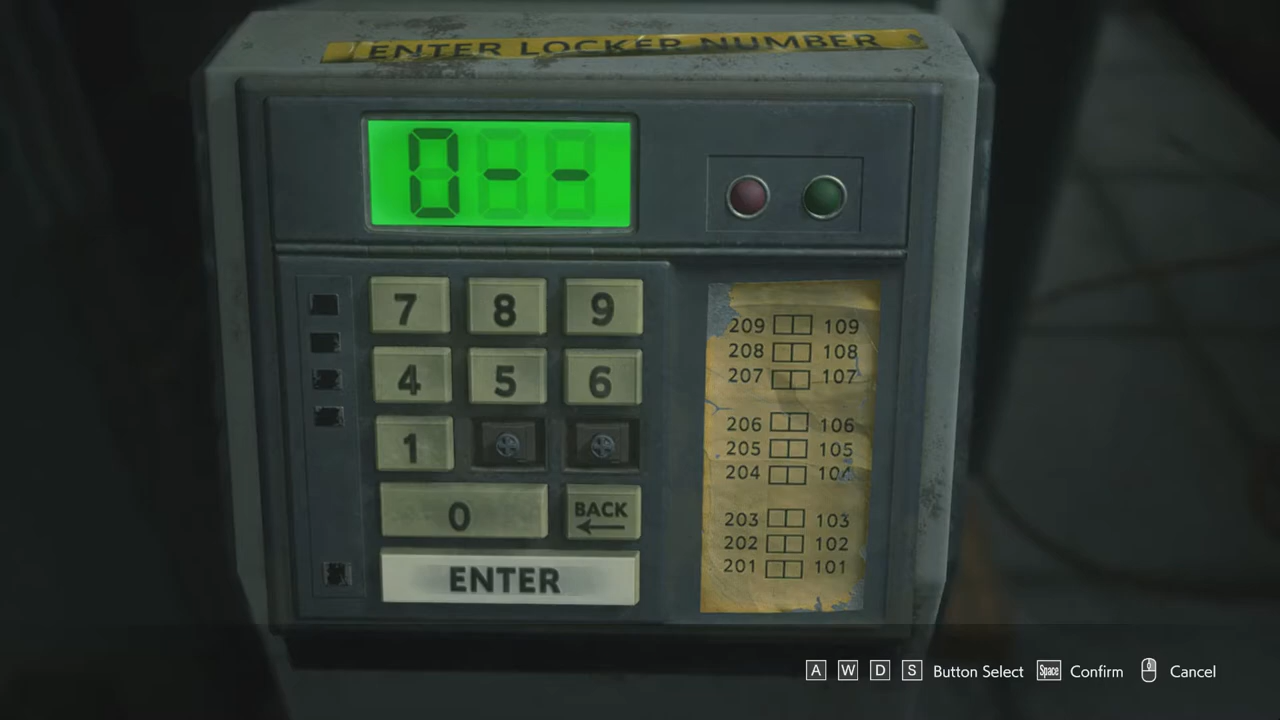 ENTER LOCKER NUMBER
0--
7 8 9
4 5 6
1
0 BACK
ENTER
209 109
208 108
207 107
206 106
205 105
204 104
203 103
202 102
201 101
A W D S Button Select Space Confirm Cancel